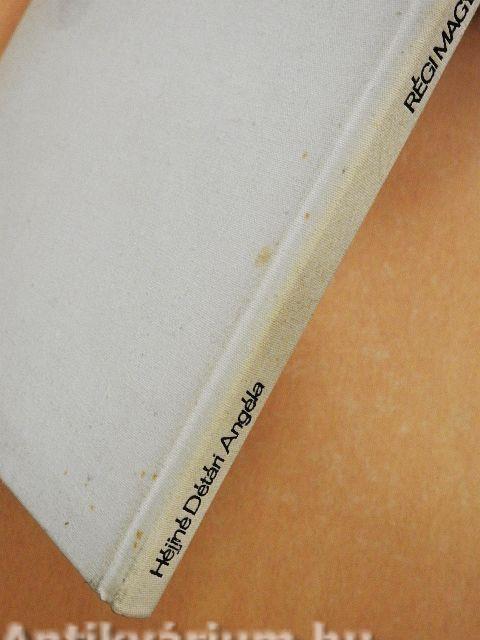 Héjjné Détári Angéla
RÉGI MAGY
Antikvárium.hu